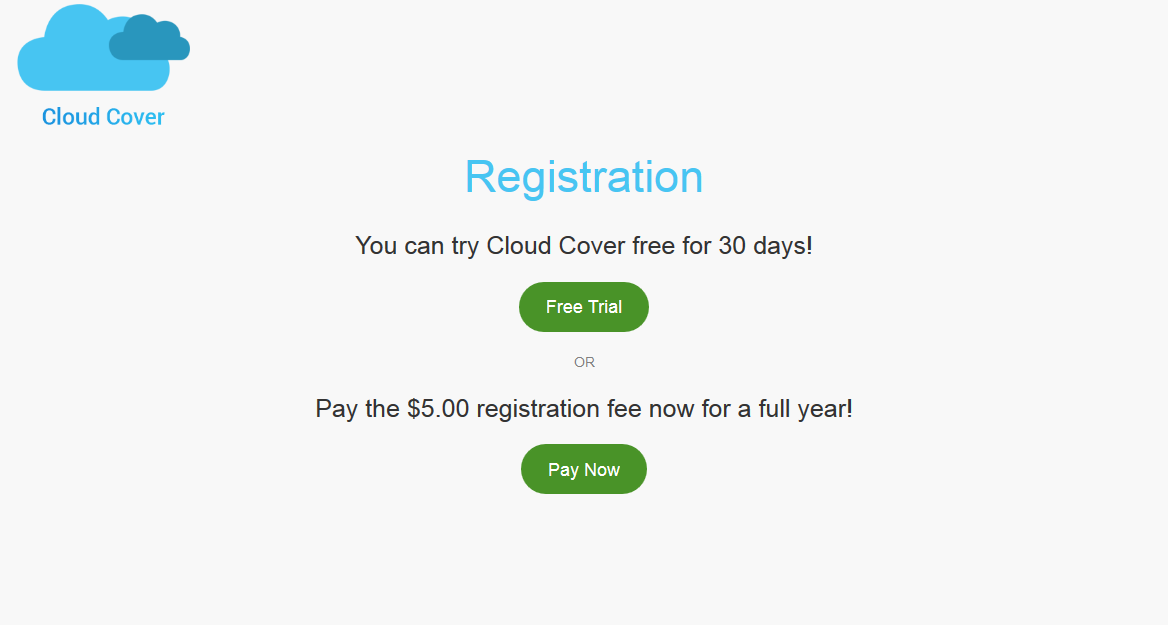 Cloud Cover
Registration
You can try Cloud Cover free for 30 days!
Free Trial
OR
Pay the $5.00 registration fee now for a full year!
Pay Now